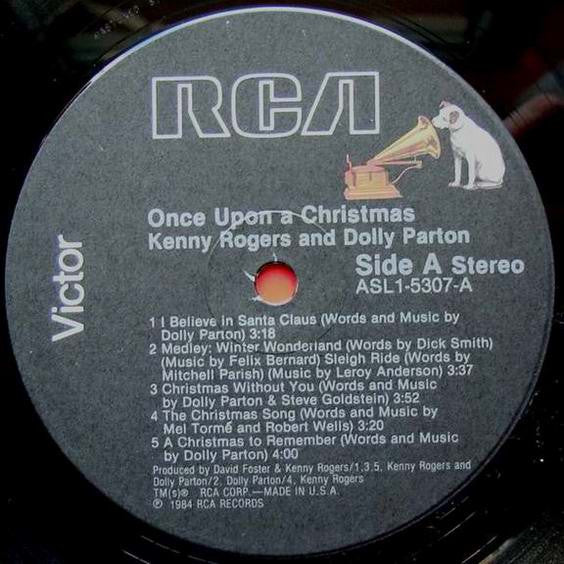 RCA
Victor
Once Upon a Christmas
Kenny Rogers and Dolly Parton
Side A Stereo
ASL1-5307-A
1 I Believe in Santa Claus (Words and Music by
Dolly Parton) 3:18
2 Medley: Winter Wonderland (Words by Dick Smith)
(Music by Felix Bernard) Sleigh Ride (Words by
Mitchell Parish) (Music by Leroy Anderson) 3:37
3 Christmas Without You (Words and Music
by Dolly Parton & Steve Goldstein) 3:52
4 The Christmas Song (Words and Music by
Mel Tormé and Robert Wells) 3:20
5 A Christmas to Remember (Words and Music
by Dolly Parton) 4:00
Produced by David Foster & Kenny Rogers/1,3,5, Kenny Rogers and
Dolly Parton/2, Dolly Parton/4, Kenny Rogers
TM(s)® RCA CORP.—MADE IN U.S.A.
℗ 1984 RCA RECORDS